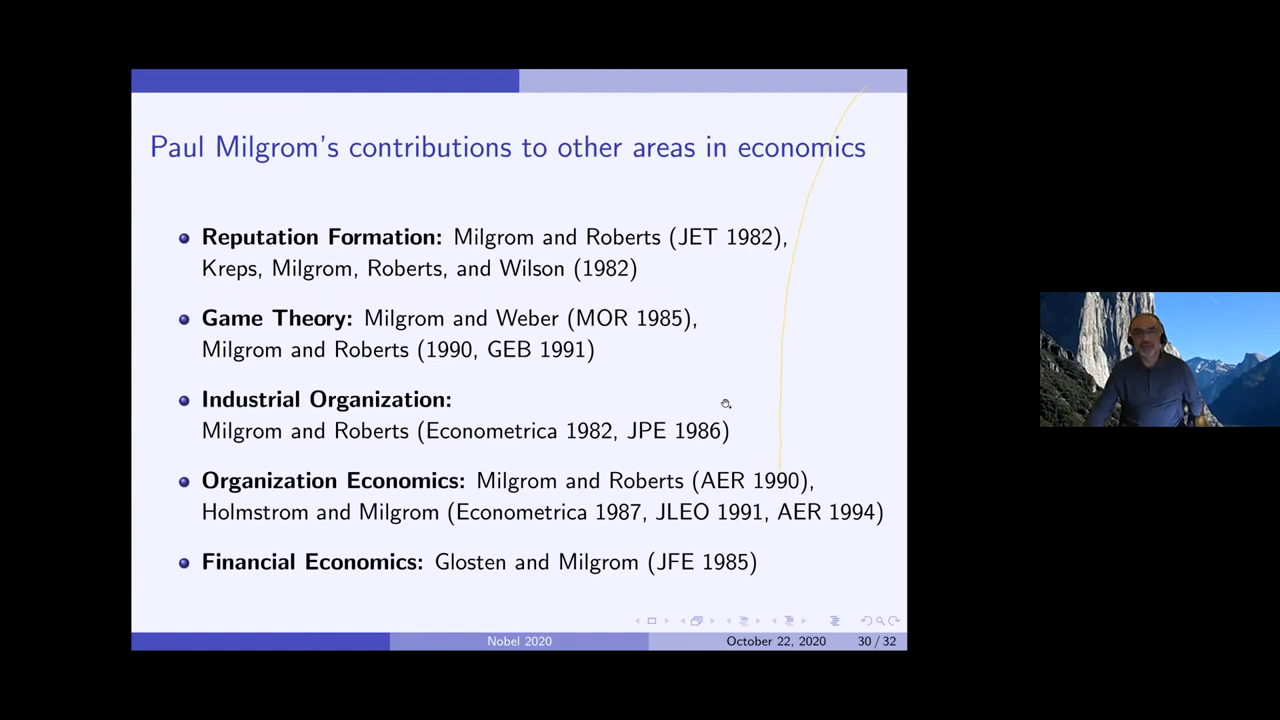 Paul Milgrom's contributions to other areas in economics
Reputation Formation: Milgrom and Roberts (JET 1982),
Kreps, Milgrom, Roberts, and Wilson (1982)
Game Theory: Milgrom and Weber (MOR 1985),
Milgrom and Roberts (1990, GEB 1991)
Industrial Organization:
Milgrom and Roberts (Econometrica 1982, JPE 1986)
Organization Economics: Milgrom and Roberts (AER 1990),
Holmstrom and Milgrom (Econometrica 1987, JLEO 1991, AER 1994)
Financial Economics: Glosten and Milgrom (JFE 1985)
Nobel 2020 October 22, 2020 30 / 32